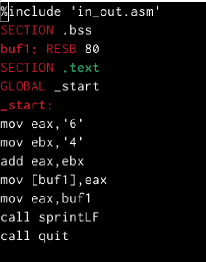 %include 'in_out.asm'
SECTION .bss
buf1: RESB 80
SECTION .text
GLOBAL _start
_start:
mov eax,'6'
mov ebx,'4'
add eax,ebx
mov [buf1],eax
mov eax,buf1
call sprintLF
call quit